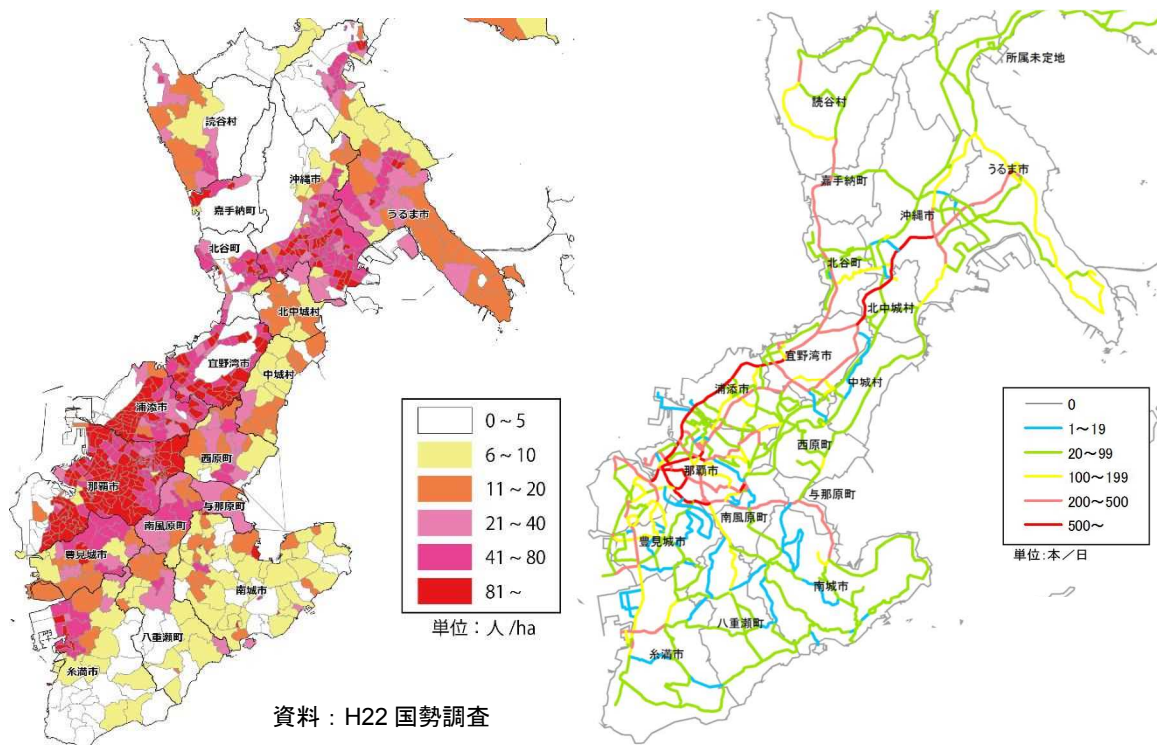 読谷村
沖縄市
嘉手納町
うるま市
北谷町
北中城村
宜野湾市
中城村
浦添市
西原町
那覇市
与那原町
南風原町
豊見城市
南城市
八重瀬町
糸満市
0～5
6～10
11～20
21～40
41～80
81～
単位：人/ha
資料：H22 国勢調査
所属未定地
読谷村
うるま市
嘉手納町
沖縄市
北谷町
北中城村
宜野湾市
中城村
浦添市
西原町
那覇市
与那原町
南風原町
豊見城市
南城市
八重瀬町
糸満市
0
1～19
20～99
100～199
200～500
500～
単位：本／日